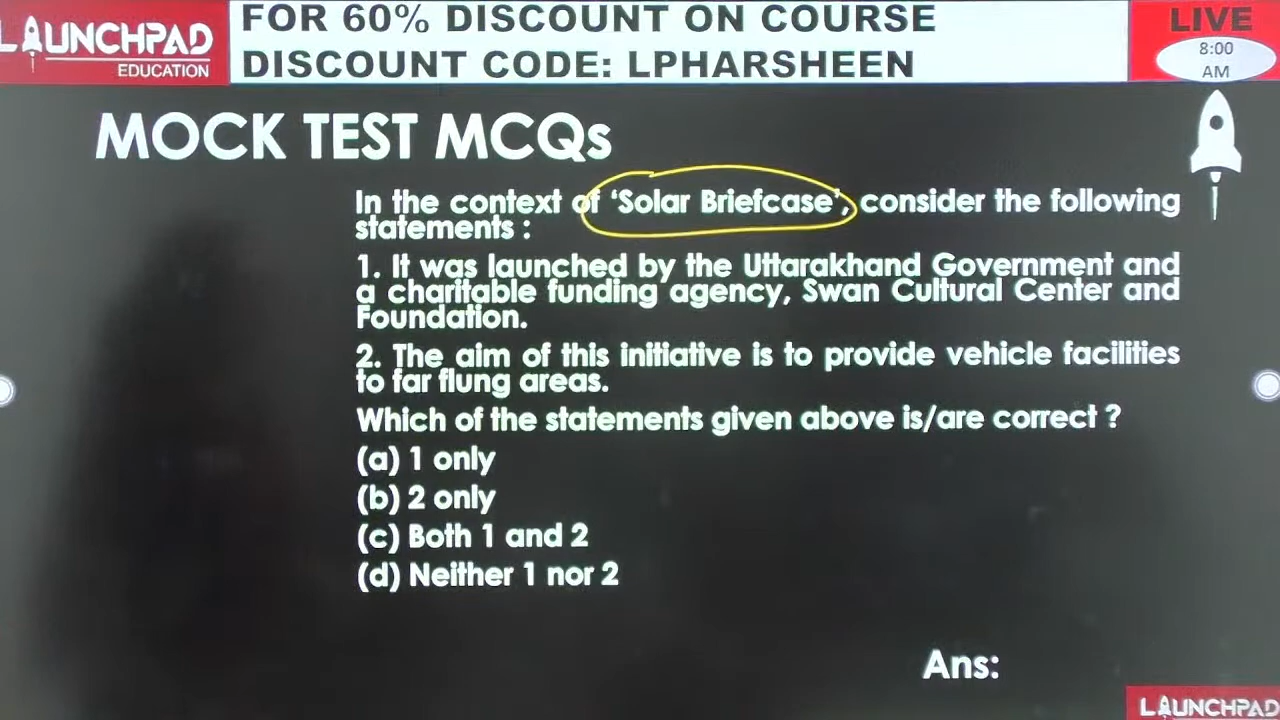 LAUNCHPAD
EDUCATION
FOR 60% DISCOUNT ON COURSE
DISCOUNT CODE: LPHARSHEEN
LIVE
8:00
AM
MOCK TEST MCQs
In the context of ‘Solar Briefcase’, consider the following
statements :
1. It was launched by the Uttarakhand Government and
a charitable funding agency, Swan Cultural Center and
Foundation.
2. The aim of this initiative is to provide vehicle facilities
to far flung areas.
Which of the statements given above is/are correct ?
(a) 1 only
(b) 2 only
(c) Both 1 and 2
(d) Neither 1 nor 2
Ans:
LAUNCHPAD